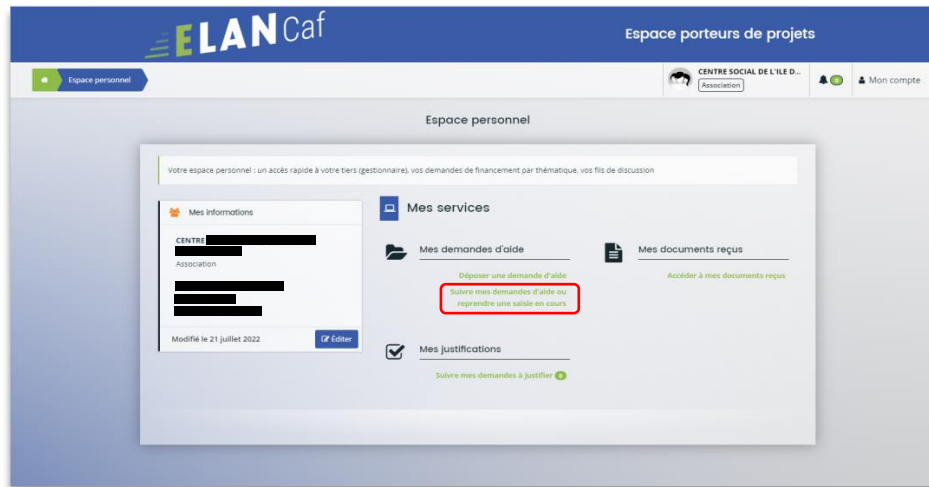 ELAN Caf
Espace porteurs de projets
Espace personnel
CENTRE SOCIAL DE L'ILE D...
Association
0
Mon compte
Espace personnel
Votre espace personnel : un accès rapide à votre tiers (gestionnaire), vos demandes de financement par thématique, vos fils de discussion
Mes informations
CENTRE
Association
Modifié le 21 juillet 2022
Éditer
Mes services
Mes demandes d'aide
Déposer une demande d'aide
Suivre mes demandes d'aide ou
reprendre une saisie en cours
Mes documents reçus
Accéder à mes documents reçus
Mes justifications
Suivre mes demandes à justifier 0